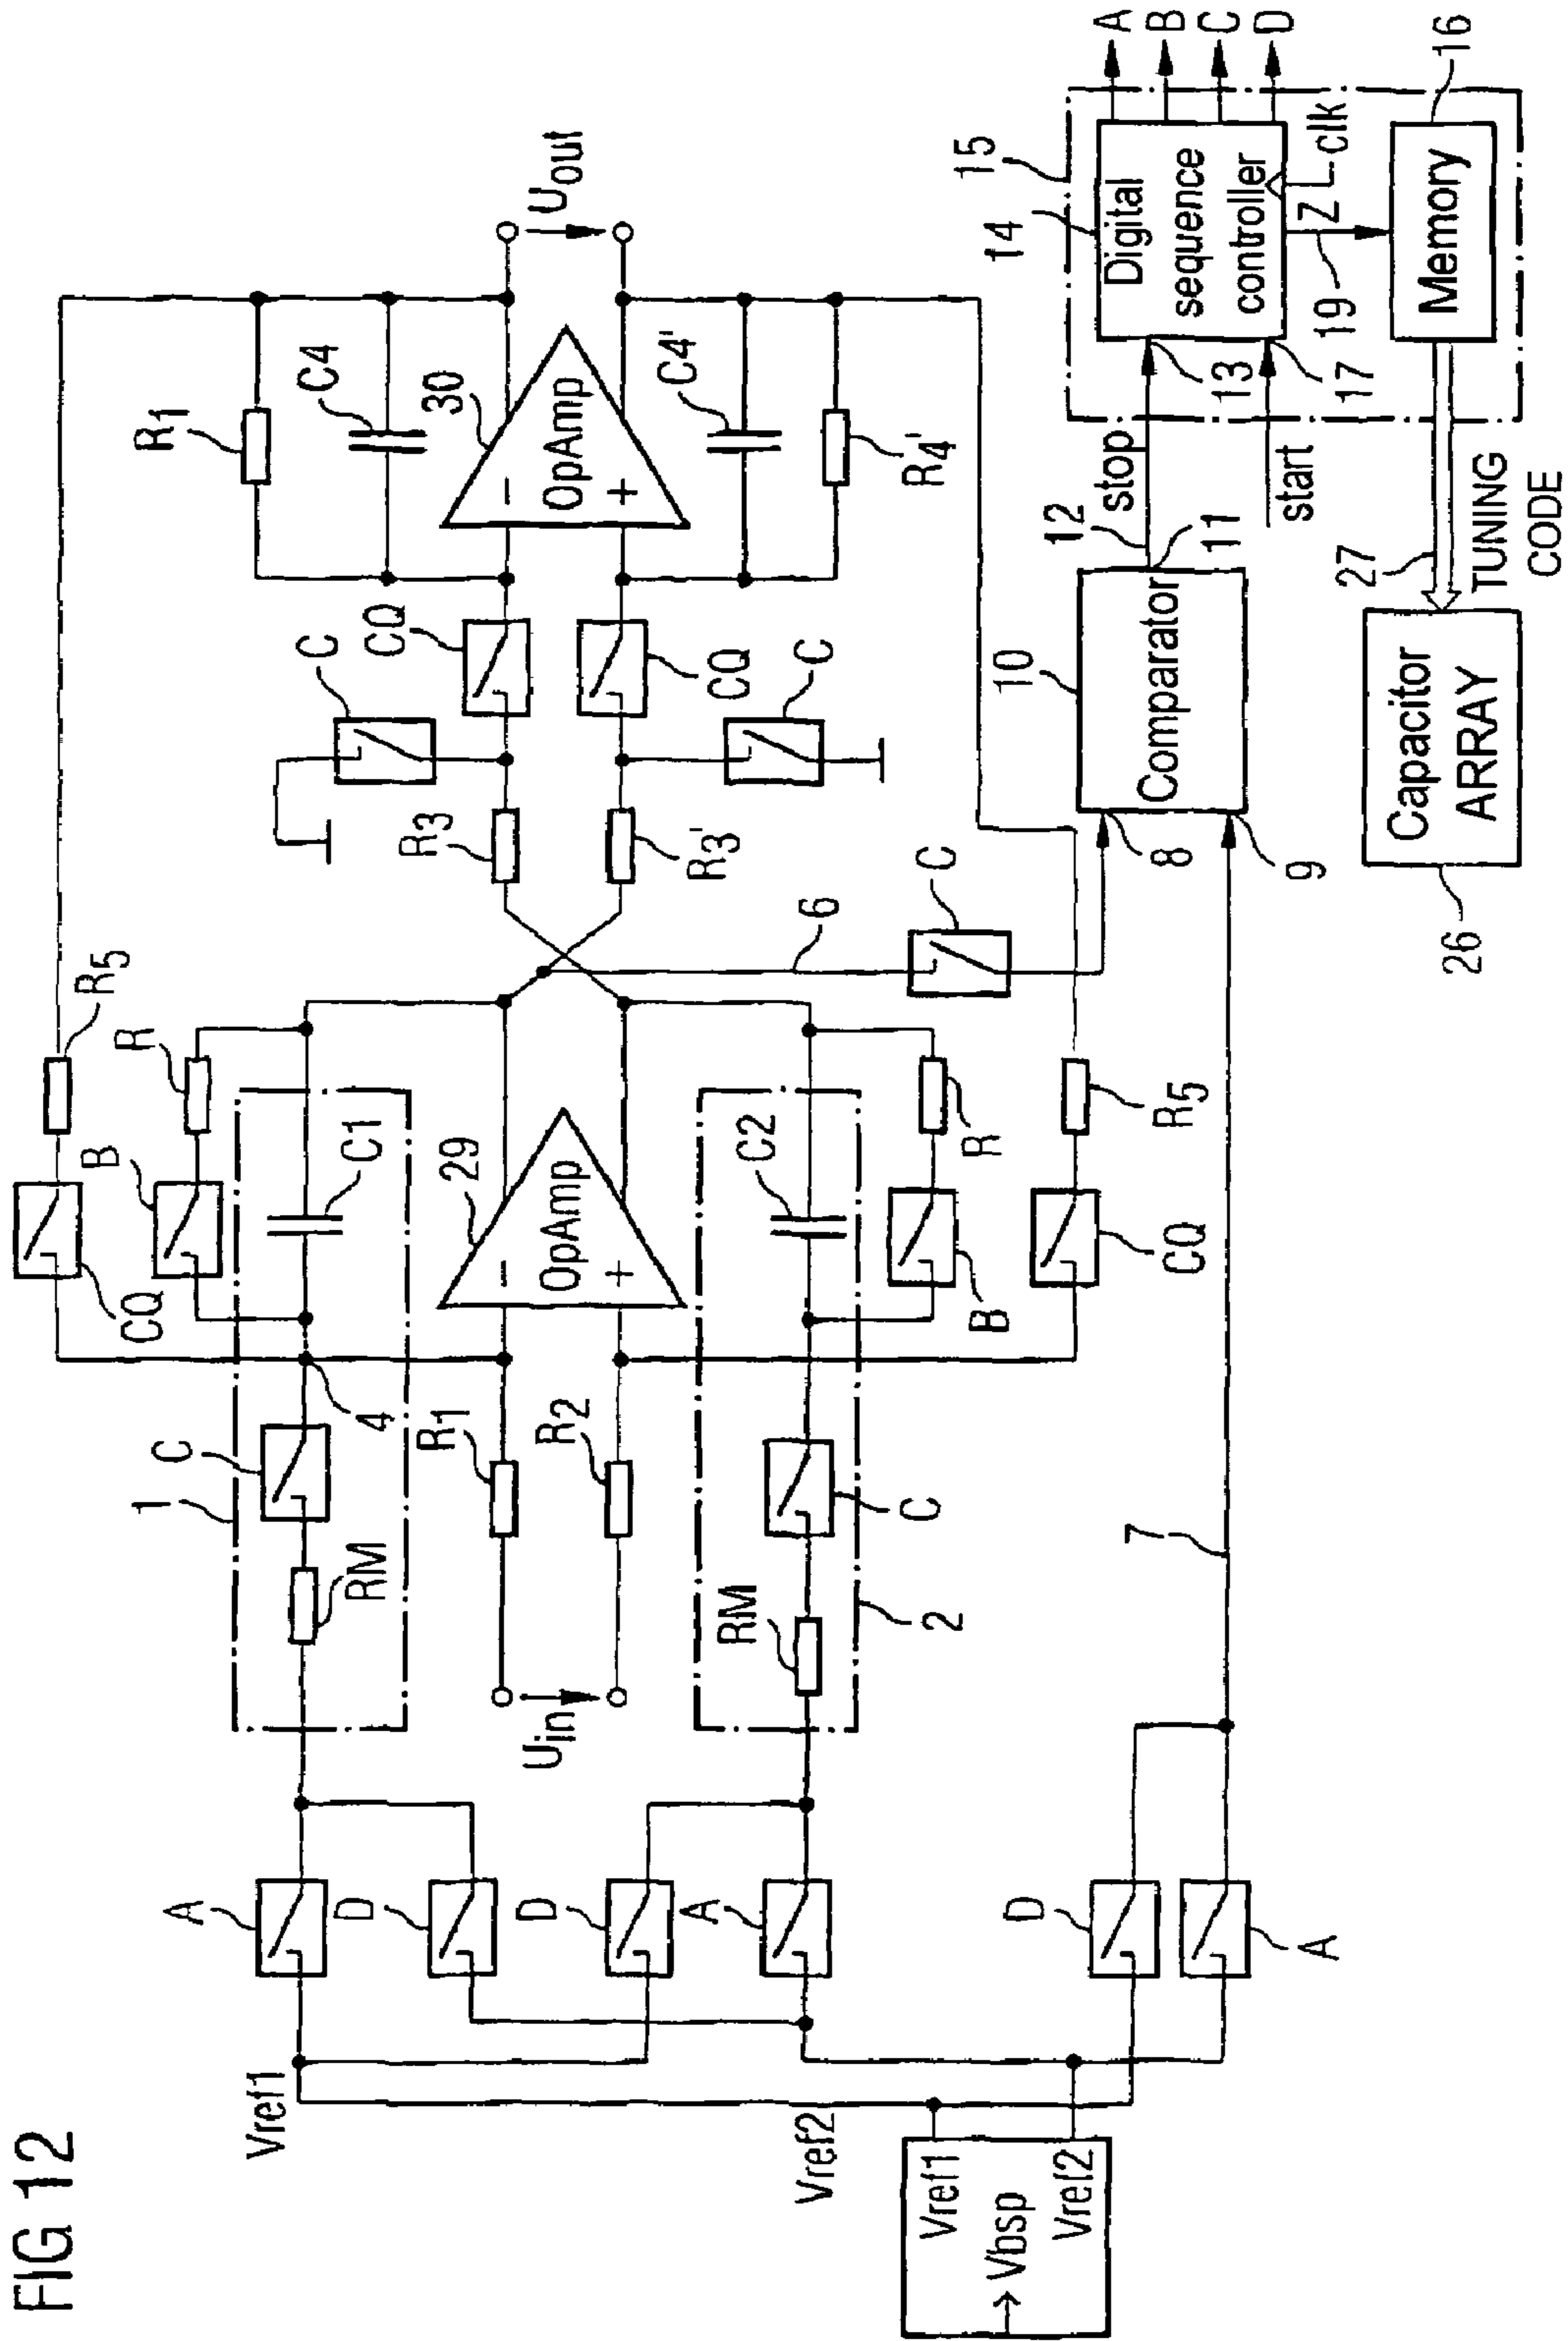 FIG 12
Vref1
Vref2
Vref1
Vbsp
Vref2
A
D
D
A
D
A
1
C
RM
4
Uin
R1
R2
RM
C
2
7
CQ
R5
B
R
C1
29
OpAmp
-
+
C2
B
R
CQ
R5
6
C
R3
R3'
C
CQ
CQ
C
R1
C4
30
OpAmp
-
+
C4'
R4'
Uout
8
9
10
Comparator
11
12
stop
start
13
17
14
15
Digital
sequence
controller
A
B
C
D
clk
Z
19
16
Memory
27
TUNING
CODE
Capacitor
ARRAY
26